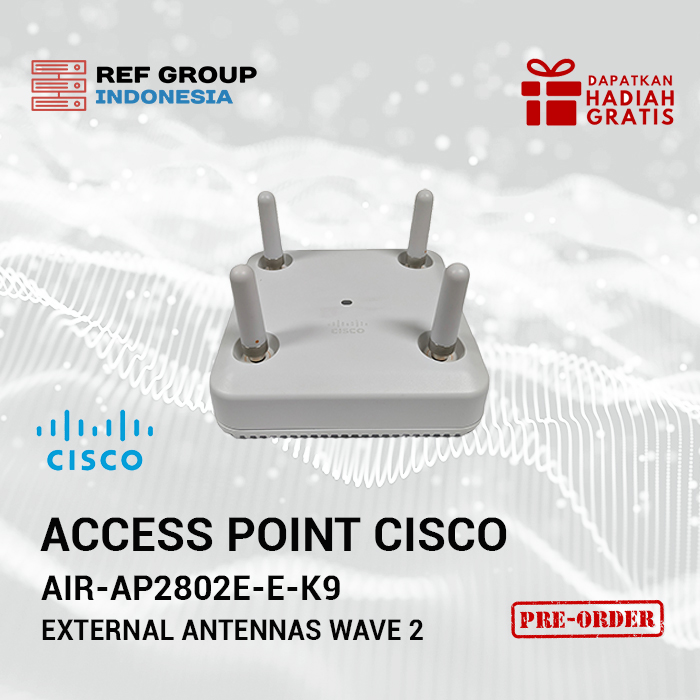 REF GROUP
INDONESIA
DAPATKAN
HADIAH
GRATIS
CISCO
CISCO
ACCESS POINT CISCO
AIR-AP2802E-E-K9
EXTERNAL ANTENNAS WAVE 2
PRE-ORDER